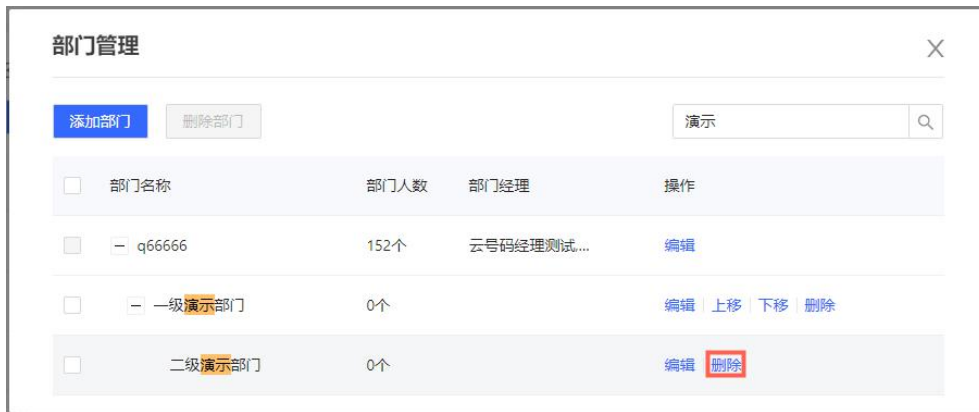 部门管理
添加部门 删除部门 演示
部门名称 部门人数 部门经理 操作
q66666 152个 云号码经理测试,... 编辑
一级演示部门 0个 编辑 上移 下移 删除
二级演示部门 0个 编辑 删除